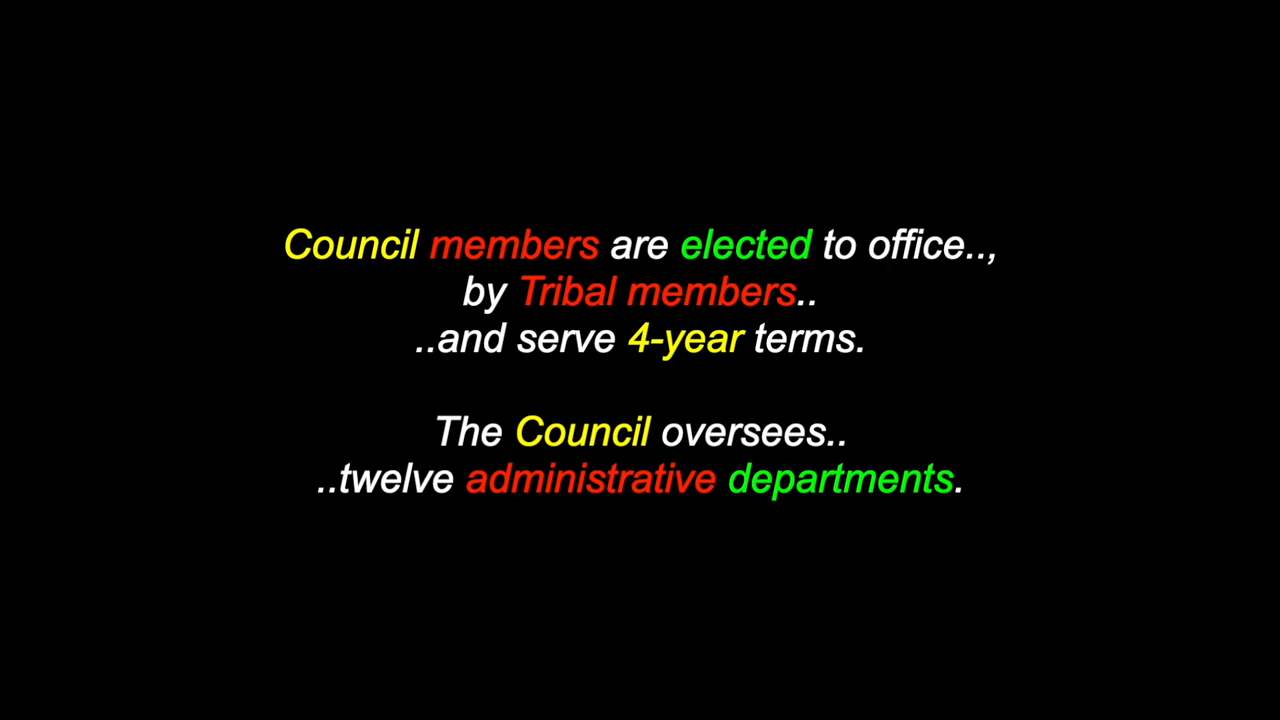 Council members are elected to office..,
by Tribal members..
..and serve 4-year terms.
The Council oversees..
..twelve administrative departments.